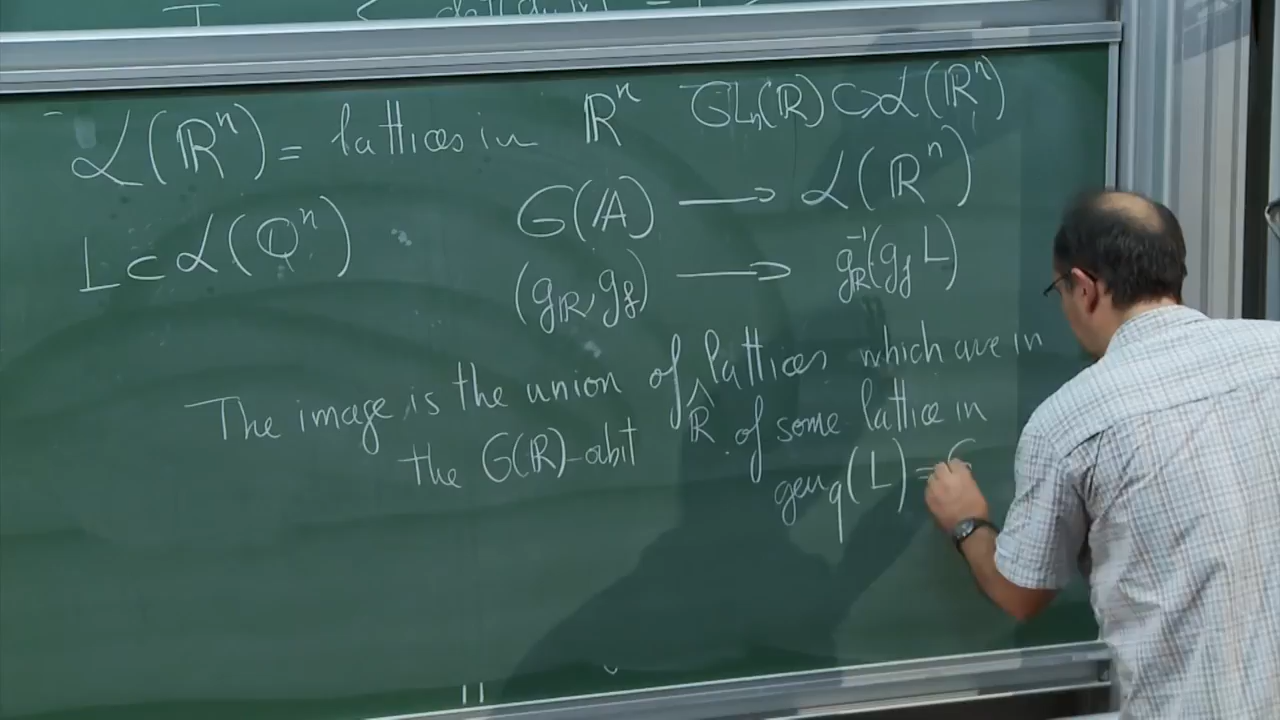 ℒ(ℝⁿ) = lattices in ℝⁿ GLₙ(ℝ) ↻ ℒ(ℝⁿ)
G(𝔸) ⟶ ℒ(ℝⁿ)
L ⊂ ℒ(ℚⁿ)
(g_ℝ, g_f) ⟶ g_ℝ⁻¹(g_f L)
The image is the union of lattices which are in
the G(ℝ)-orbit R̂ of some lattice in
gen_q(L) = G